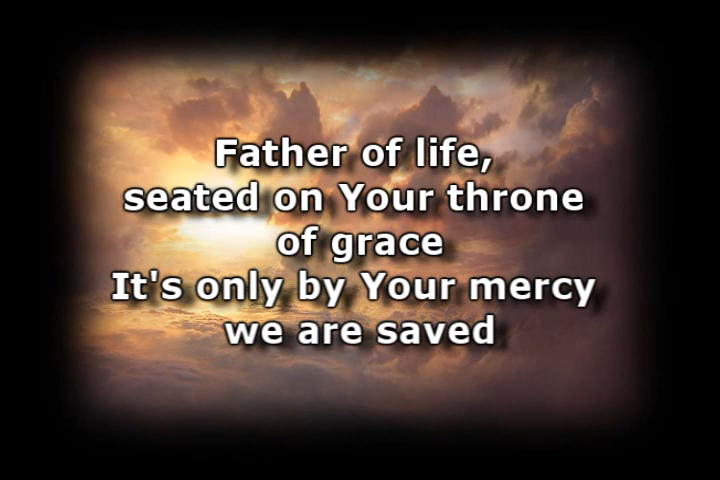 Father of life,
seated on Your throne
of grace
It's only by Your mercy
we are saved